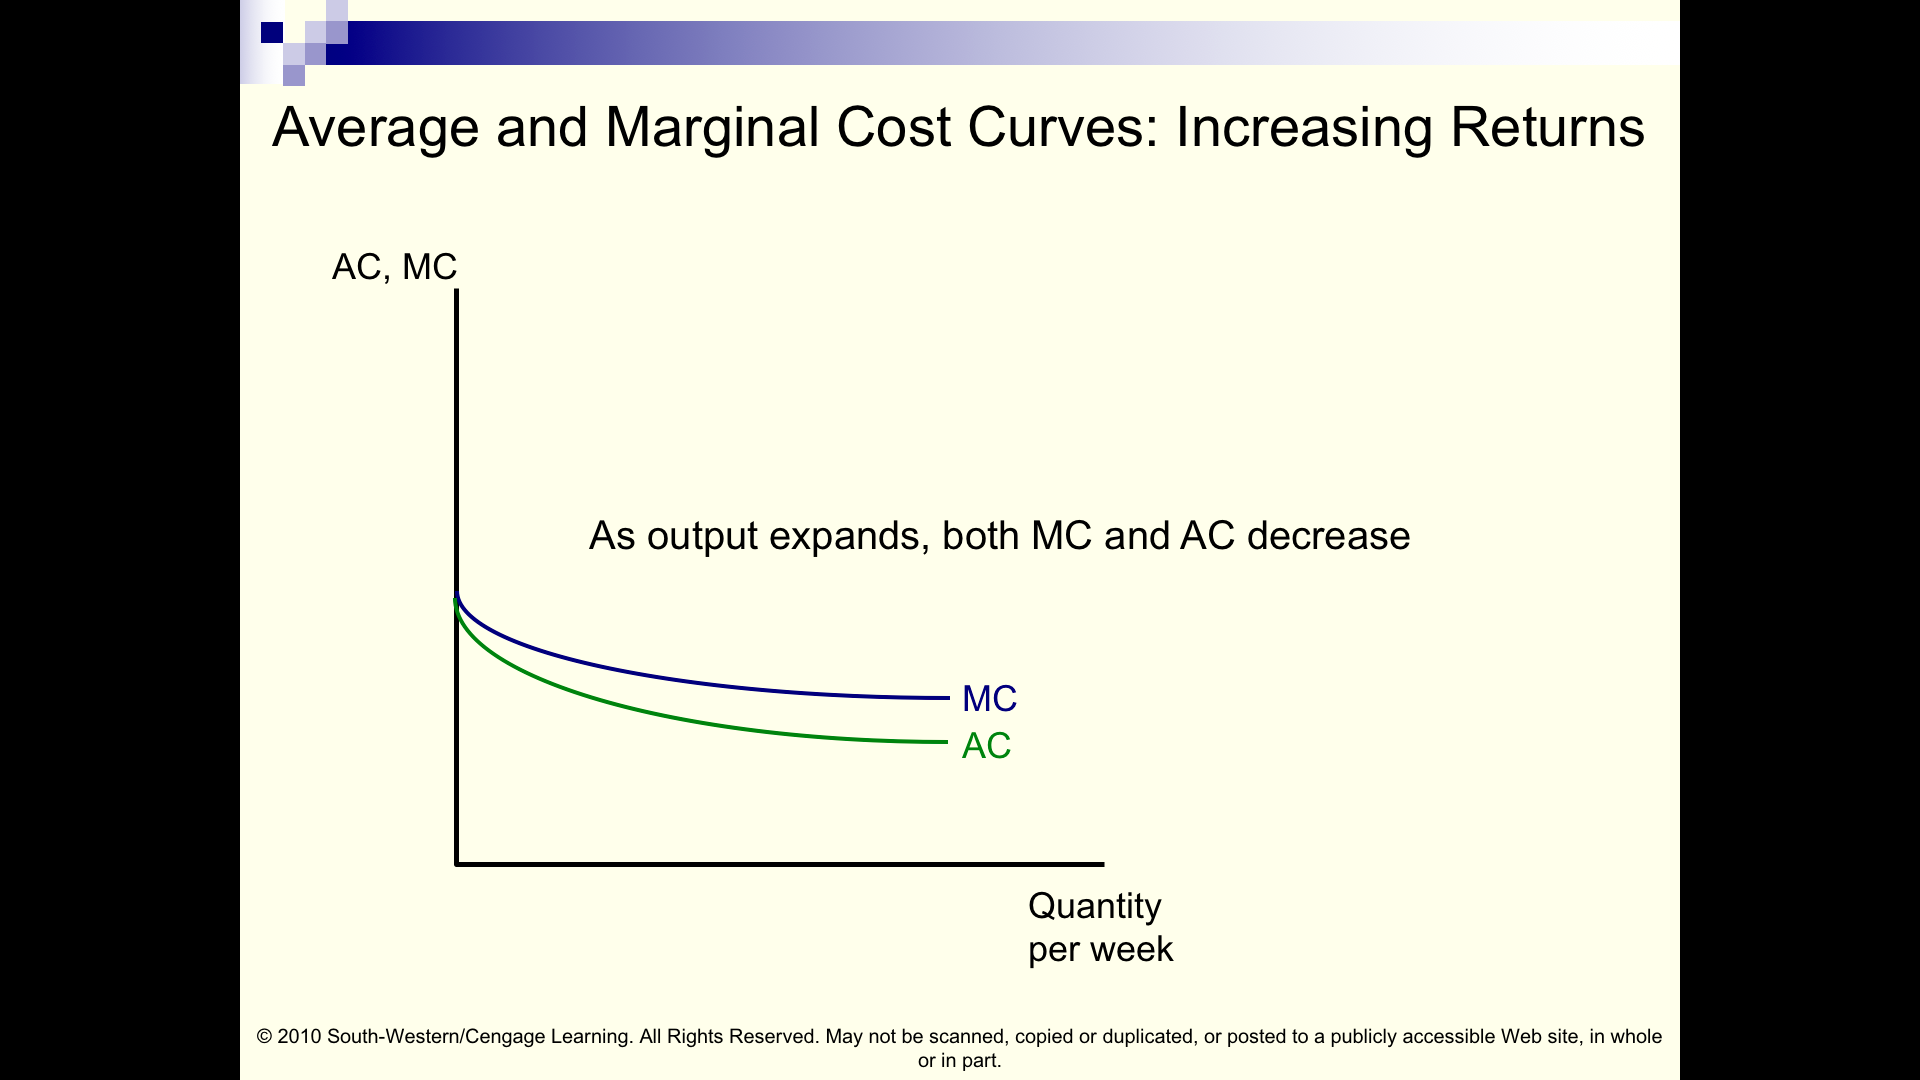 Average and Marginal Cost Curves: Increasing Returns
AC, MC
As output expands, both MC and AC decrease
MC
AC
Quantity
per week
© 2010 South-Western/Cengage Learning. All Rights Reserved. May not be scanned, copied or duplicated, or posted to a publicly accessible Web site, in whole
or in part.